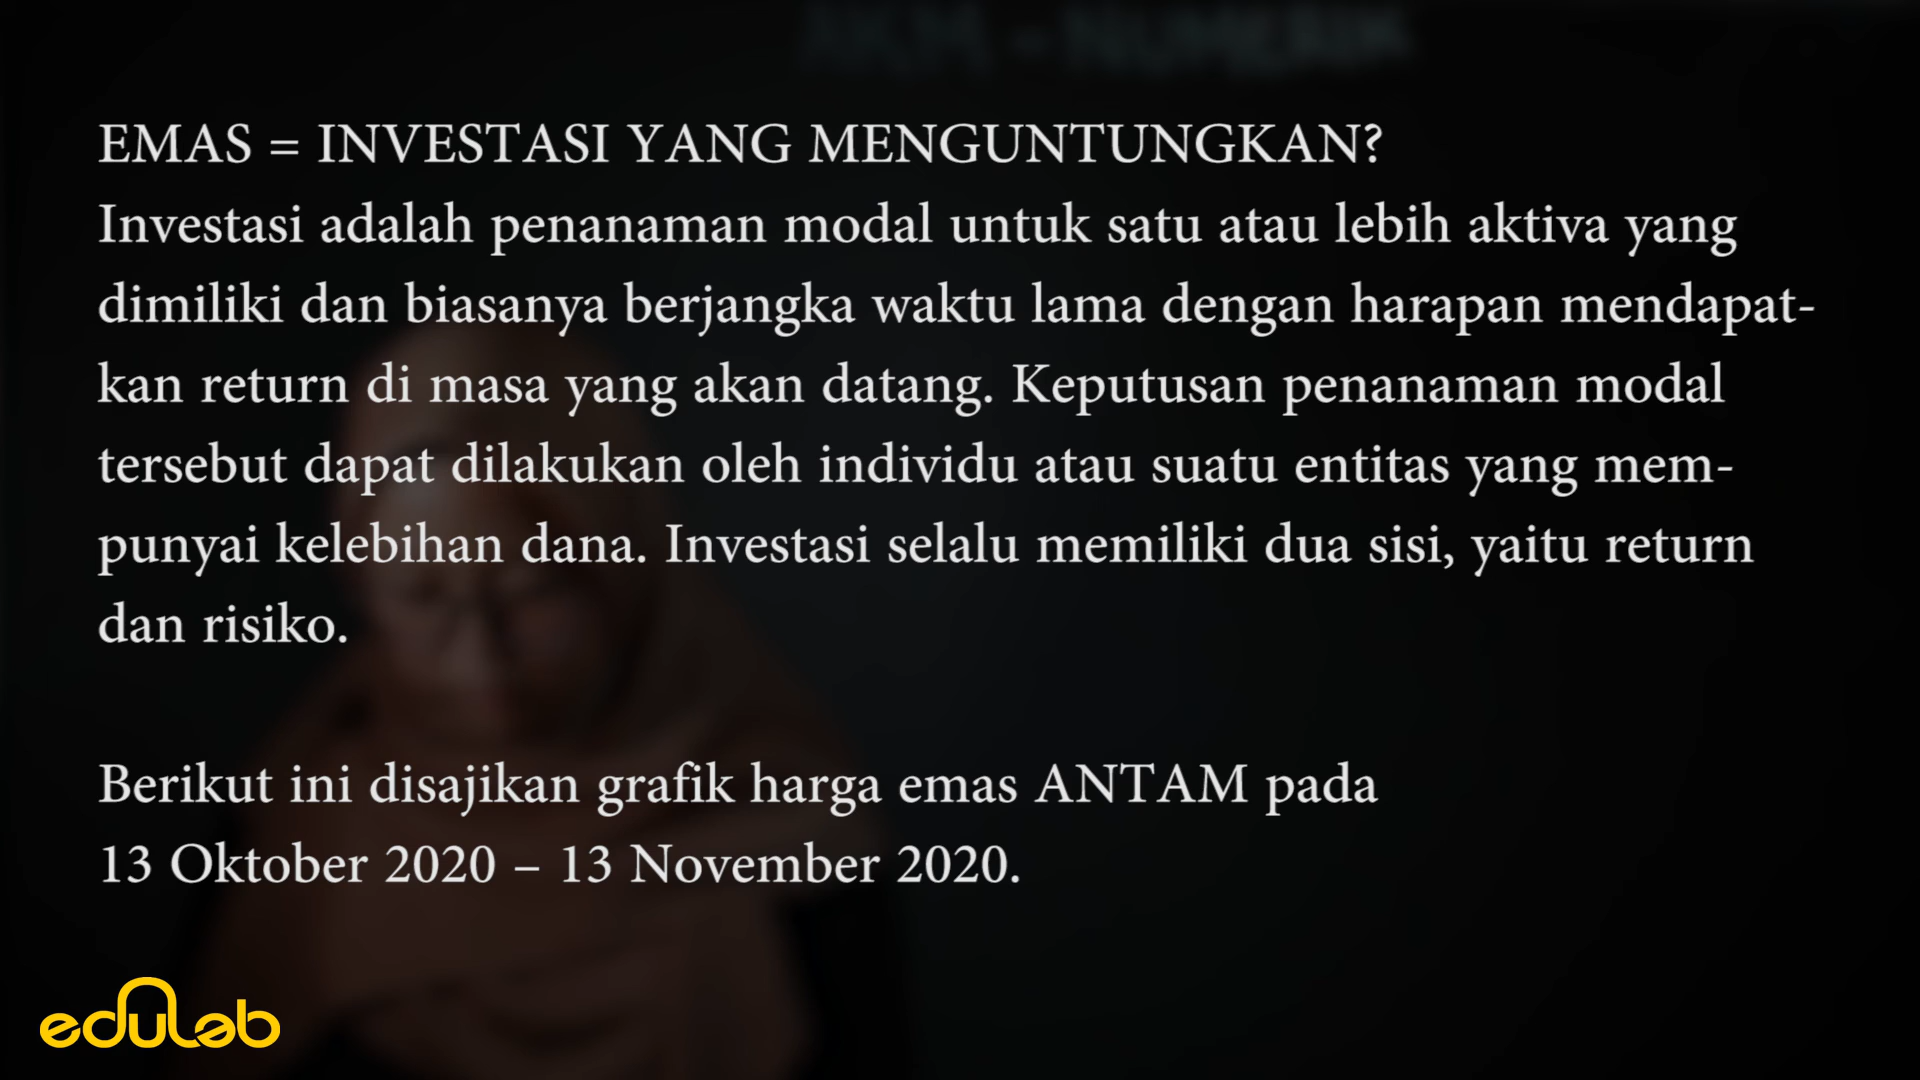 AKM - NUMERIK
EMAS = INVESTASI YANG MENGUNTUNGKAN?
Investasi adalah penanaman modal untuk satu atau lebih aktiva yang
dimiliki dan biasanya berjangka waktu lama dengan harapan mendapat-
kan return di masa yang akan datang. Keputusan penanaman modal
tersebut dapat dilakukan oleh individu atau suatu entitas yang mem-
punyai kelebihan dana. Investasi selalu memiliki dua sisi, yaitu return
dan risiko.
Berikut ini disajikan grafik harga emas ANTAM pada
13 Oktober 2020 – 13 November 2020.
edulab